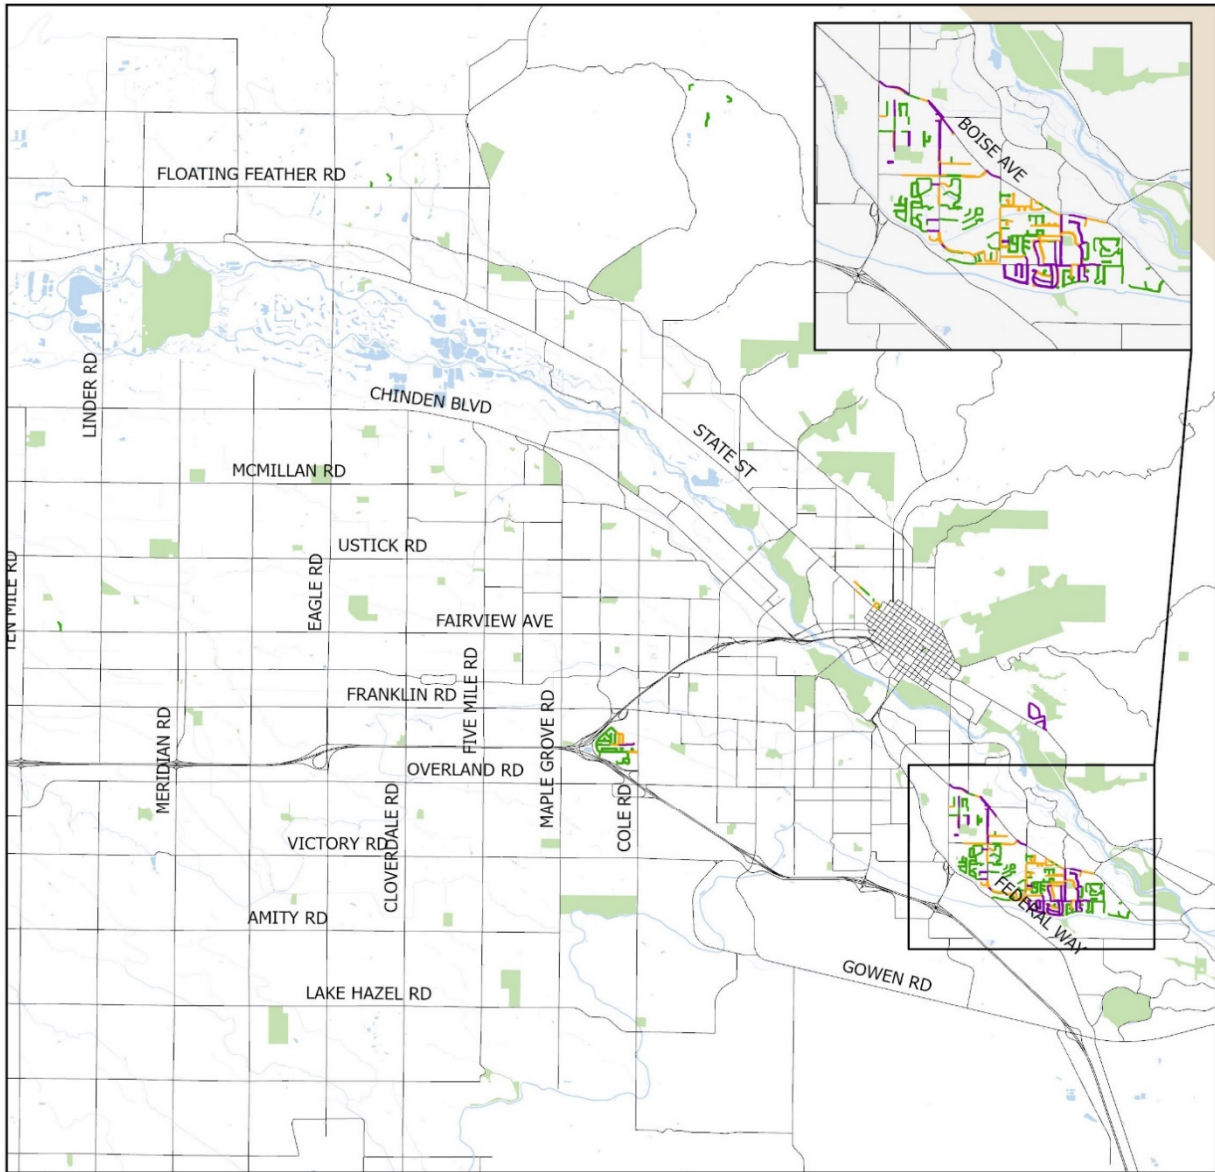 BOISE AVE
FLOATING FEATHER RD
LINDER RD
CHINDEN BLVD
STATE ST
MCMILLAN RD
USTICK RD
EAGLE RD
TEN MILE RD
FAIRVIEW AVE
FIVE MILE RD
FRANKLIN RD
MAPLE GROVE RD
MERIDIAN RD
OVERLAND RD
COLE RD
CLOVERDALE RD
VICTORY RD
FEDERAL WAY
AMITY RD
GOWEN RD
LAKE HAZEL RD